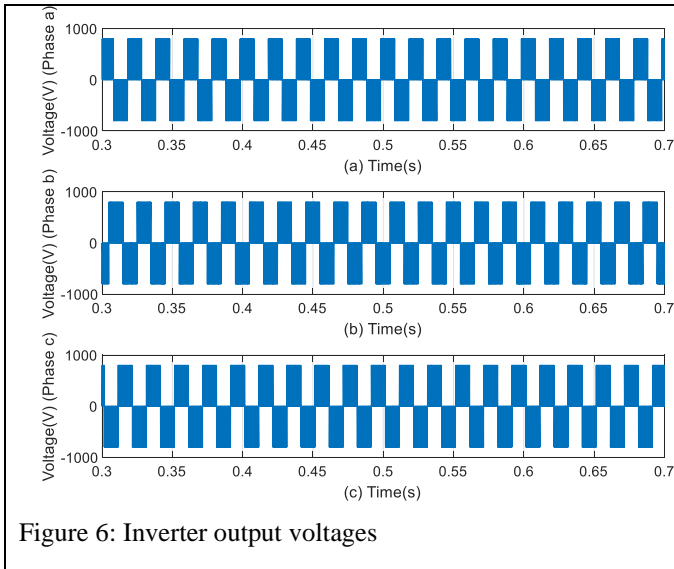 Voltage(V) (Phase a)
1000
0
-1000
0.3 0.35 0.4 0.45 0.5 0.55 0.6 0.65 0.7
(a) Time(s)
Voltage(V) (Phase b)
1000
0
-1000
0.3 0.35 0.4 0.45 0.5 0.55 0.6 0.65 0.7
(b) Time(s)
Voltage(V) (Phase c)
1000
0
-1000
0.3 0.35 0.4 0.45 0.5 0.55 0.6 0.65 0.7
(c) Time(s)
Figure 6: Inverter output voltages